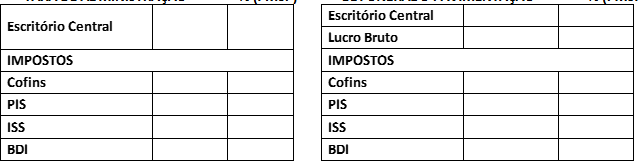 Escritório Central
IMPOSTOS
Cofins
PIS
ISS
BDI
Escritório Central
Lucro Bruto
IMPOSTOS
Cofins
PIS
ISS
BDI